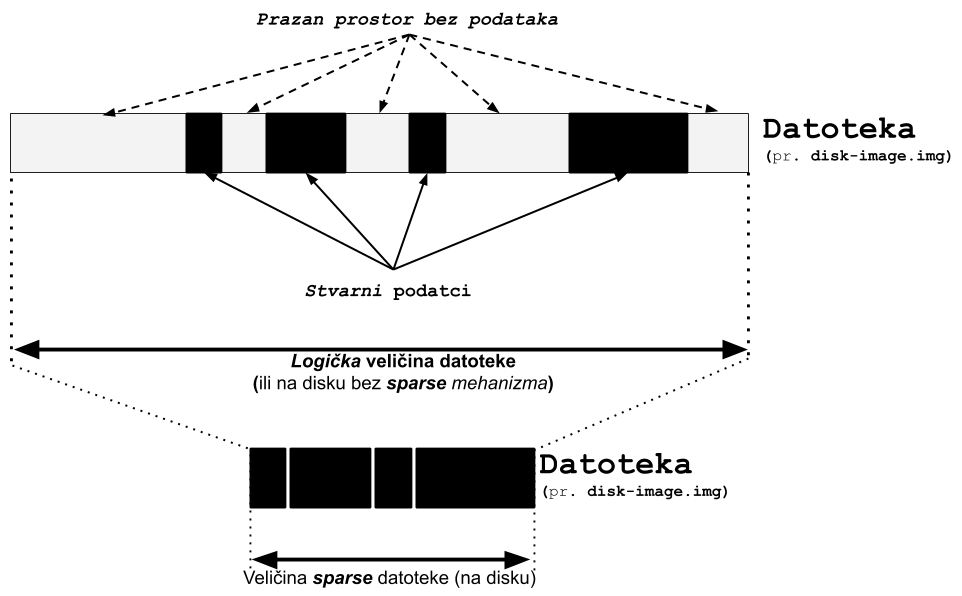 Prazan prostor bez podataka
Datoteka
(pr. disk-image.img)
Stvarni podatci
Logička veličina datoteke
(ili na disku bez sparse mehanizma)
Datoteka
(pr. disk-image.img)
Veličina sparse datoteke (na disku)